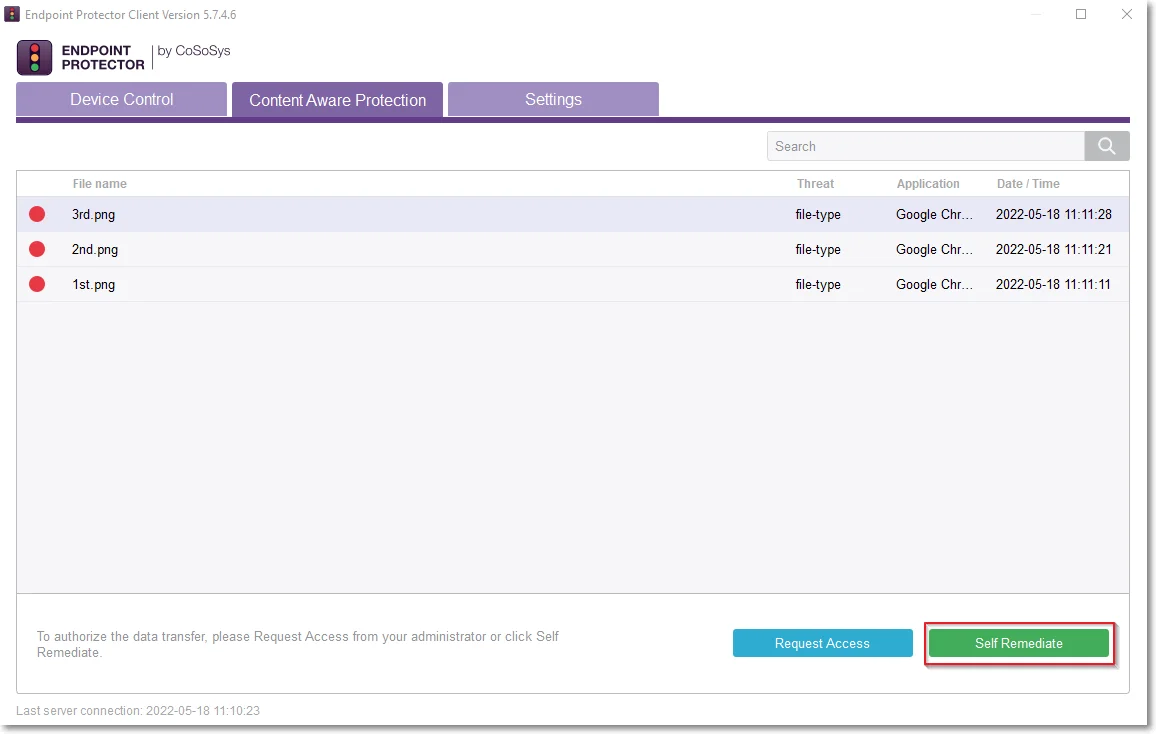 Endpoint Protector Client Version 5.7.4.6
ENDPOINT PROTECTOR by CoSoSys
Device Control Content Aware Protection Settings
Search
File name Threat Application Date / Time
3rd.png file-type Google Chr... 2022-05-18 11:11:28
2nd.png file-type Google Chr... 2022-05-18 11:11:21
1st.png file-type Google Chr... 2022-05-18 11:11:11
To authorize the data transfer, please Request Access from your administrator or click Self
Remediate.
Request Access Self Remediate
Last server connection: 2022-05-18 11:10:23